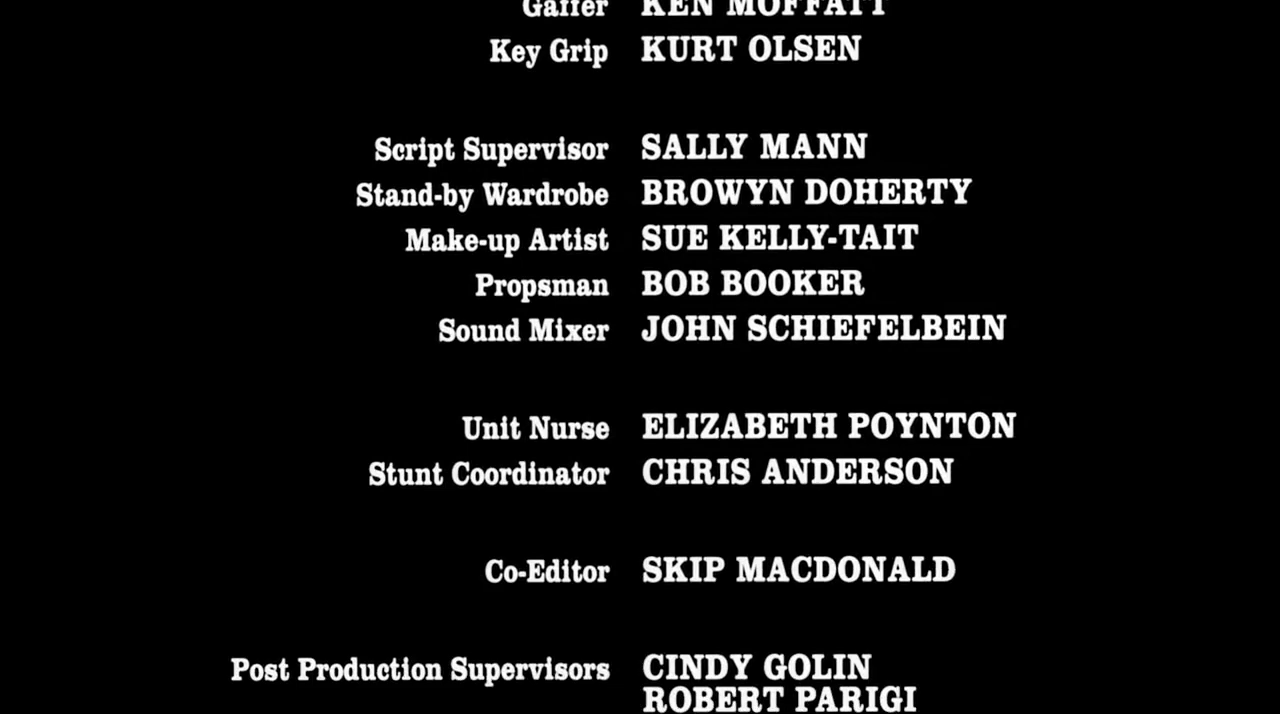 Gaffer KEN MOFFATT
Key Grip KURT OLSEN
Script Supervisor SALLY MANN
Stand-by Wardrobe BROWYN DOHERTY
Make-up Artist SUE KELLY-TAIT
Propsman BOB BOOKER
Sound Mixer JOHN SCHIEFELBEIN
Unit Nurse ELIZABETH POYNTON
Stunt Coordinator CHRIS ANDERSON
Co-Editor SKIP MACDONALD
Post Production Supervisors CINDY GOLIN
ROBERT PARIGI